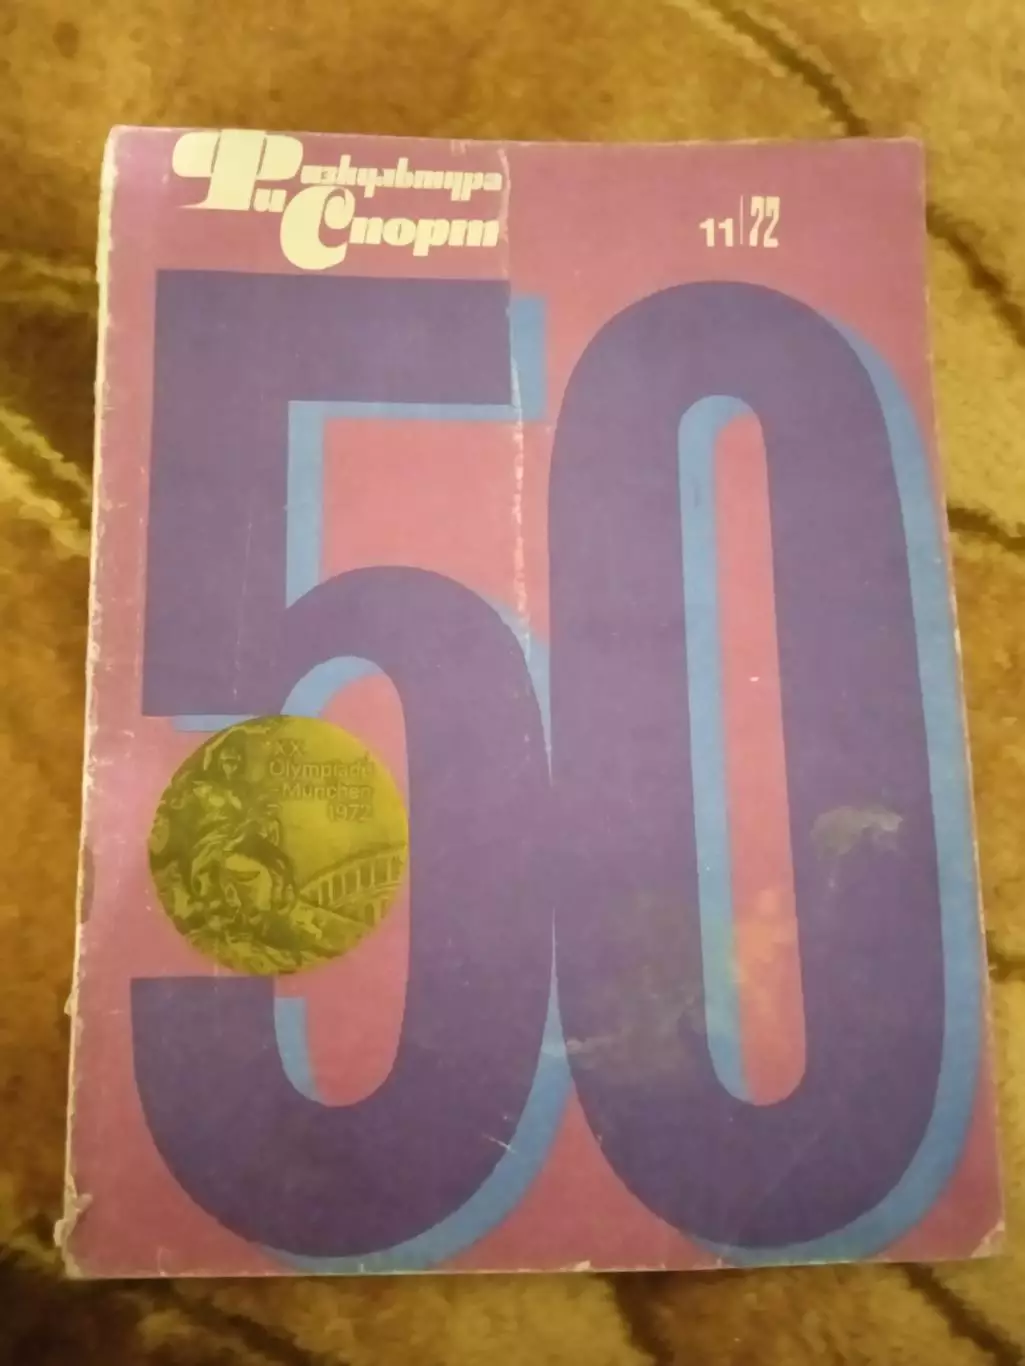 Физкультура
и Спорт
11/72
50
XX.
Olympiade
München
1972